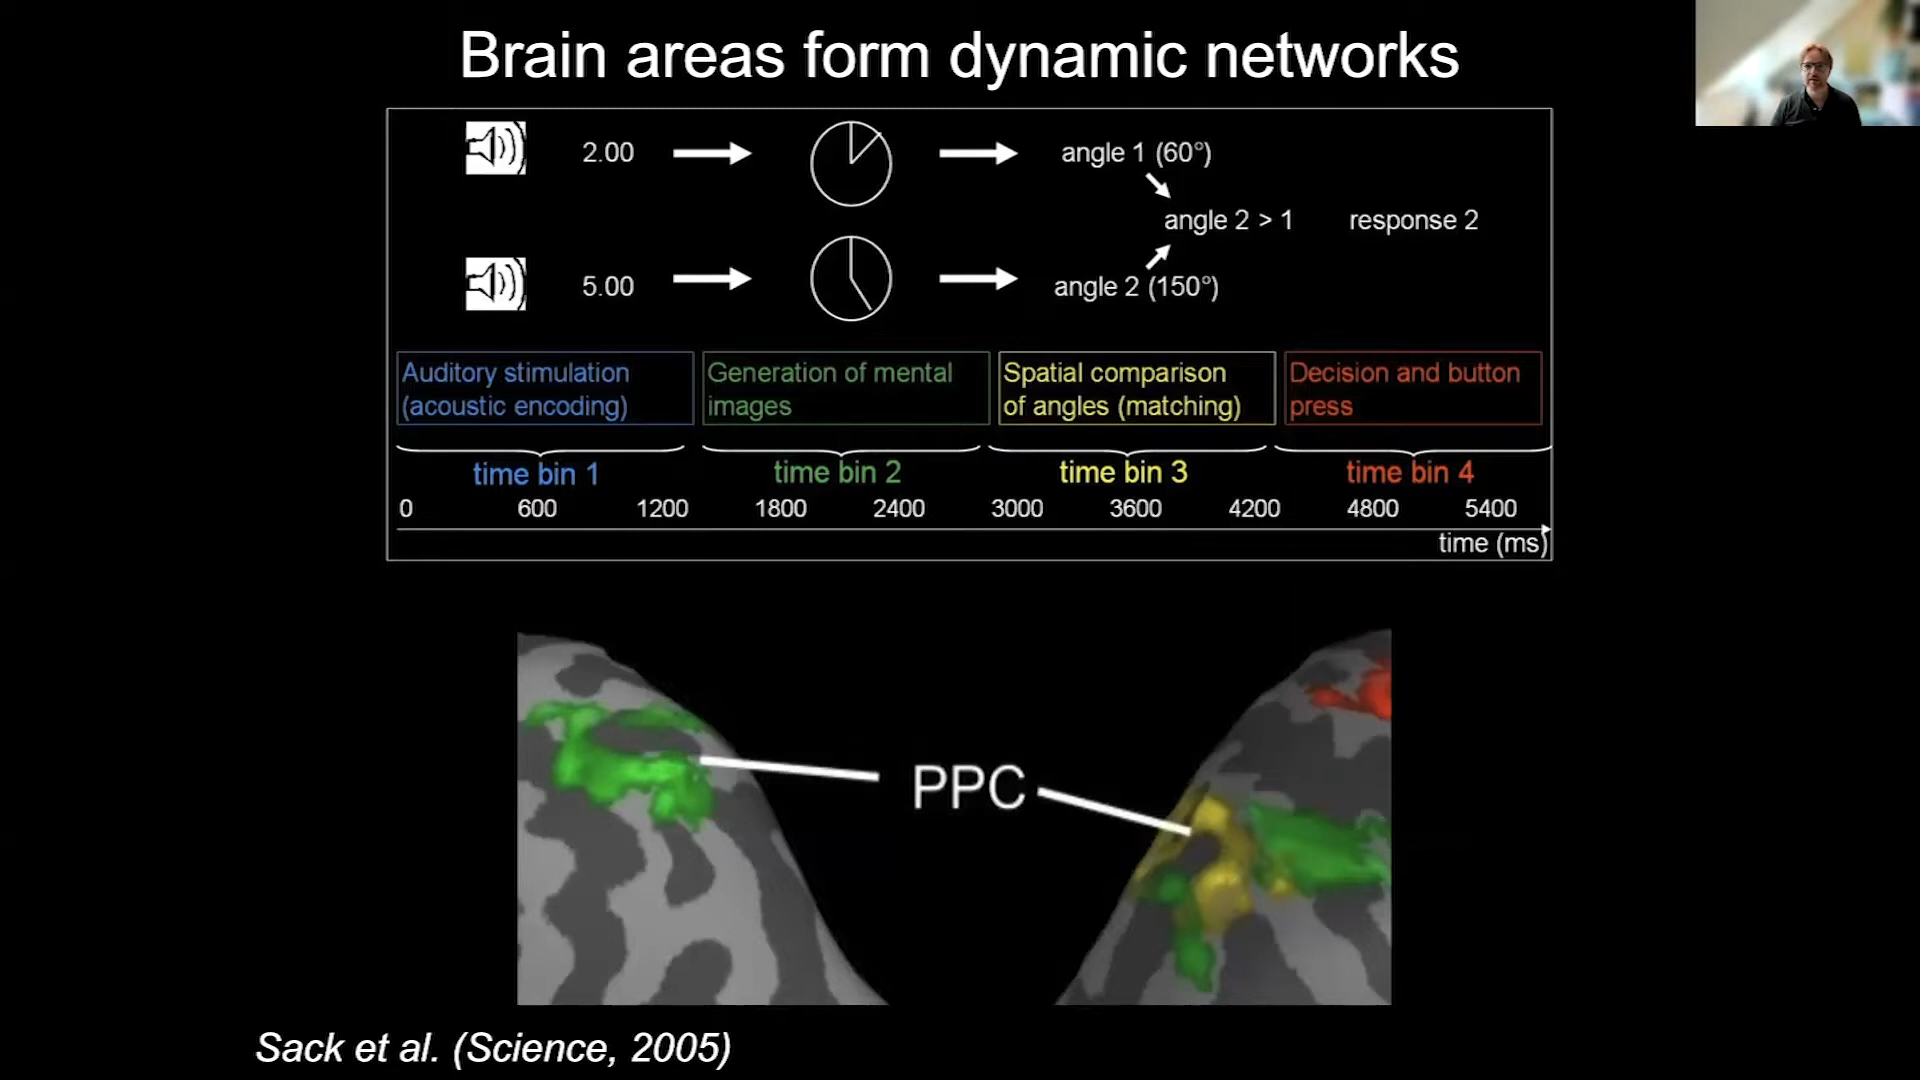 Brain areas form dynamic networks
2.00
angle 1 (60°)
angle 2 > 1
response 2
5.00
angle 2 (150°)
Auditory stimulation
(acoustic encoding)
Generation of mental
images
Spatial comparison
of angles (matching)
Decision and button
press
time bin 1
time bin 2
time bin 3
time bin 4
0 600 1200 1800 2400 3000 3600 4200 4800 5400
time (ms)
PPC
Sack et al. (Science, 2005)